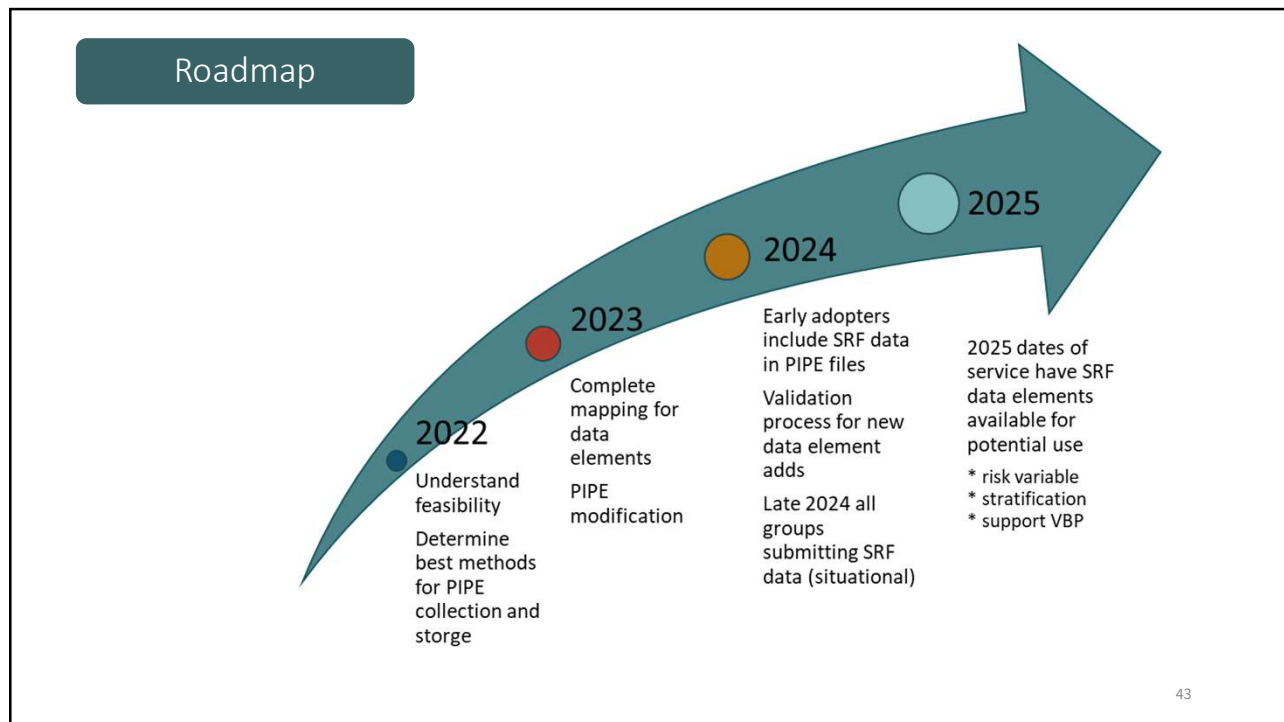 Roadmap
2022
Understand
feasibility
Determine
best methods
for PIPE
collection and
storge
2023
Complete
mapping for
data
elements
PIPE
modification
2024
Early adopters
include SRF data
in PIPE files
Validation
process for new
data element
adds
Late 2024 all
groups
submitting SRF
data (situational)
2025
2025 dates of
service have SRF
data elements
available for
potential use
* risk variable
* stratification
* support VBP
43